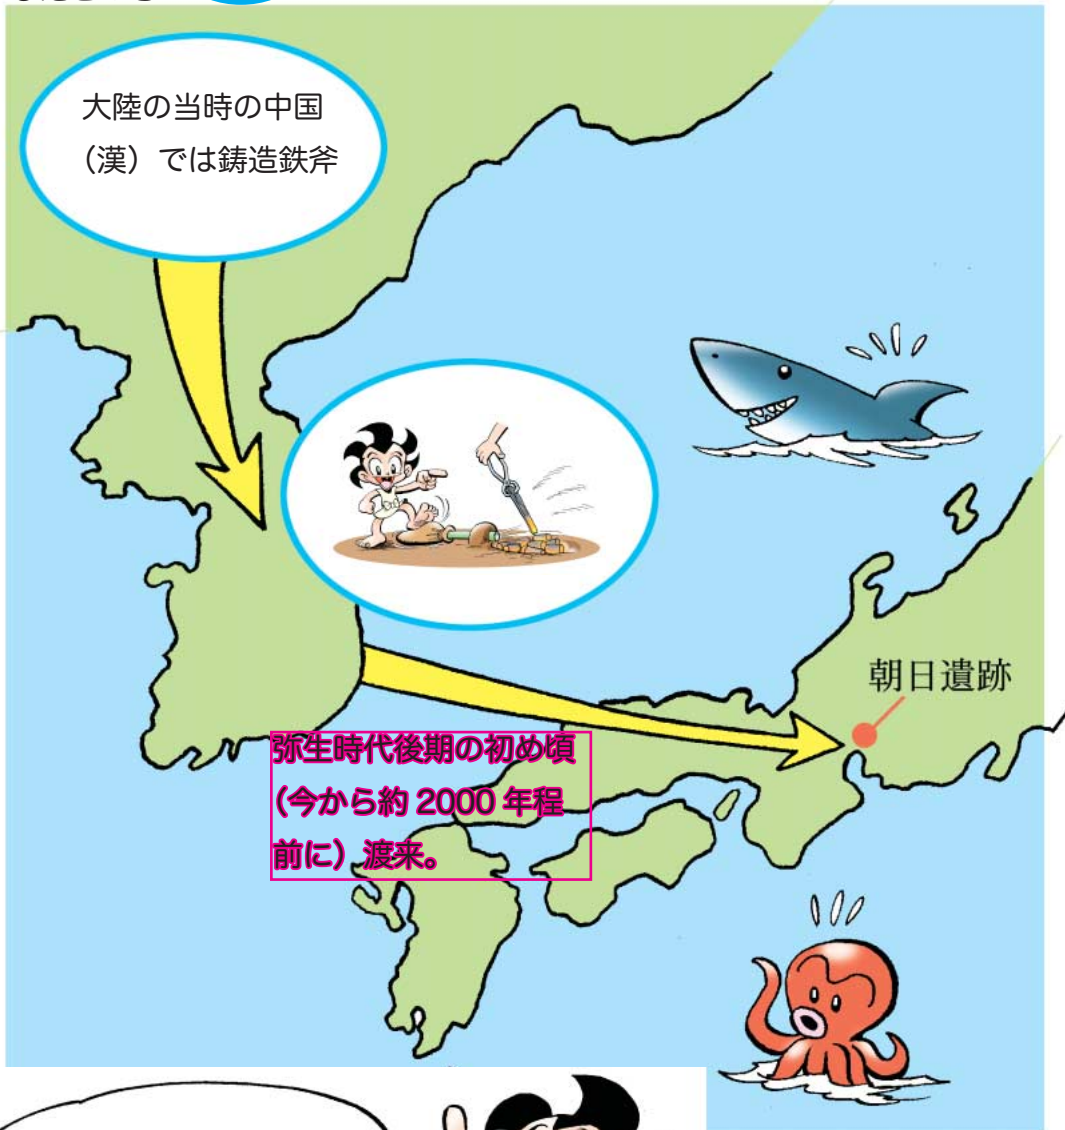 大陸の当時の中国
（漢）では鋳造鉄斧
朝日遺跡
弥生時代後期の初め頃
（今から約 2000 年程
前に）渡来。